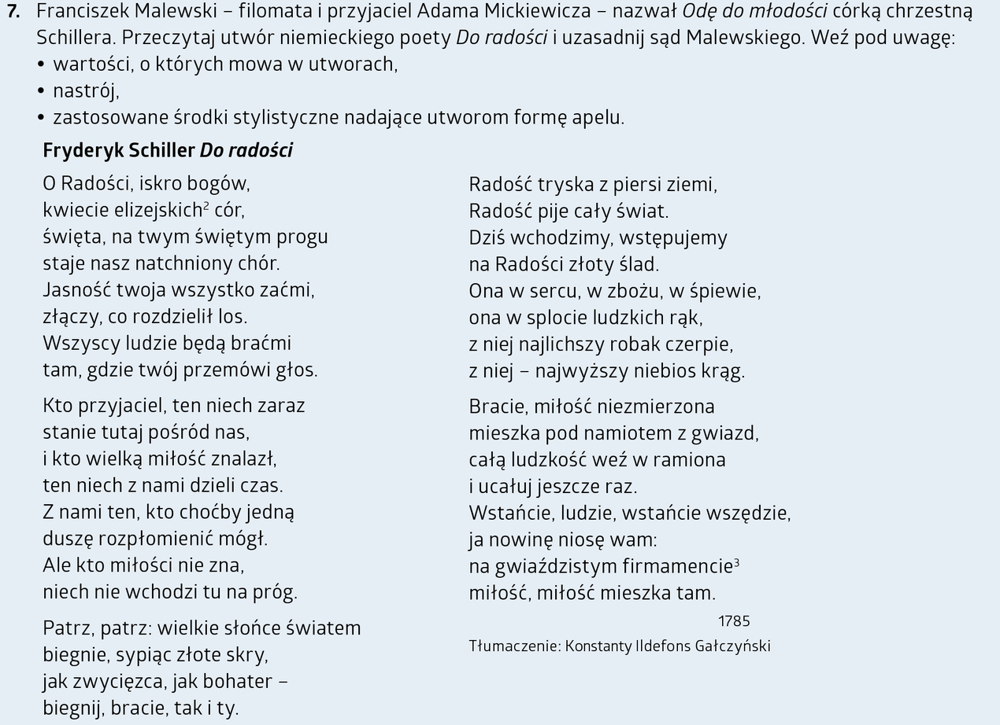 7. Franciszek Malewski – filomata i przyjaciel Adama Mickiewicza – nazwał Odę do młodości córką chrzestną
Schillera. Przeczytaj utwór niemieckiego poety Do radości i uzasadnij sąd Malewskiego. Weź pod uwagę:
• wartości, o których mowa w utworach,
• nastrój,
• zastosowane środki stylistyczne nadające utworom formę apelu.
Fryderyk Schiller Do radości
O Radości, iskro bogów,
kwiecie elizejskich² cór,
święta, na twym świętym progu
staje nasz natchniony chór.
Jasność twoja wszystko zaćmi,
złączy, co rozdzielił los.
Wszyscy ludzie będą braćmi
tam, gdzie twój przemówi głos.
Kto przyjaciel, ten niech zaraz
stanie tutaj pośród nas,
i kto wielką miłość znalazł,
ten niech z nami dzieli czas.
Z nami ten, kto choćby jedną
duszę rozpłomienić mógł.
Ale kto miłości nie zna,
niech nie wchodzi tu na próg.
Patrz, patrz: wielkie słońce światem
biegnie, sypiąc złote skry,
jak zwycięzca, jak bohater –
biegnij, bracie, tak i ty.
Radość tryska z piersi ziemi,
Radość pije cały świat.
Dziś wchodzimy, wstępujemy
na Radości złoty ślad.
Ona w sercu, w zbożu, w śpiewie,
ona w splocie ludzkich rąk,
z niej najlichszy robak czerpie,
z niej – najwyższy niebios krąg.
Bracie, miłość niezmierzona
mieszka pod namiotem z gwiazd,
całą ludzkość weź w ramiona
i ucałuj jeszcze raz.
Wstańcie, ludzie, wstańcie wszędzie,
ja nowinę niosę wam:
na gwiaździstym firmamencie³
miłość, miłość mieszka tam.
1785
Tłumaczenie: Konstanty Ildefons Gałczyński